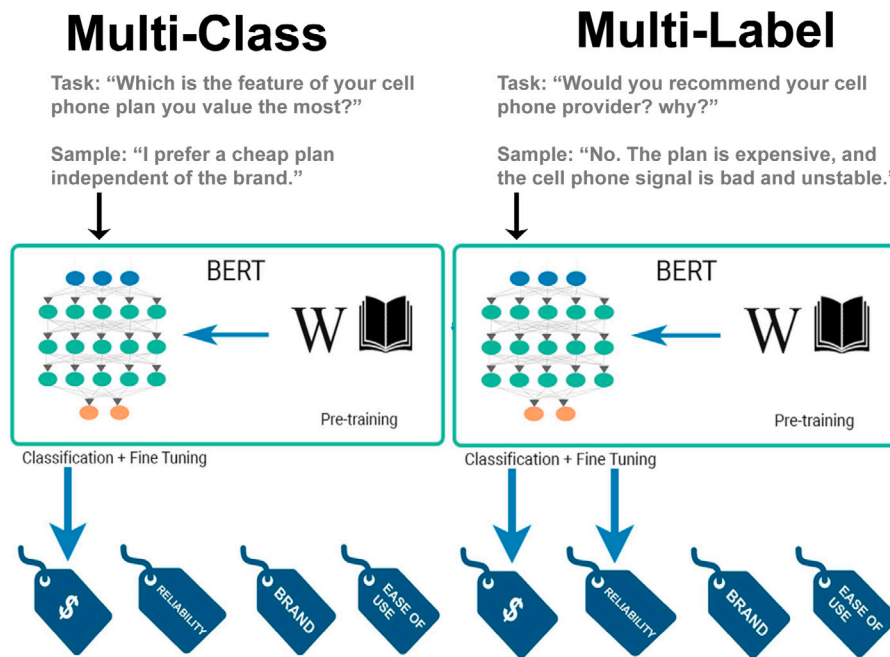 Multi-Class
Task: “Which is the feature of your cell
phone plan you value the most?”
Sample: “I prefer a cheap plan
independent of the brand.”
BERT
W
Pre-training
Classification + Fine Tuning
$
RELIABILITY
BRAND
EASE OF
USE
Multi-Label
Task: “Would you recommend your cell
phone provider? why?”
Sample: “No. The plan is expensive, and
the cell phone signal is bad and unstable.”
BERT
W
Pre-training
Classification + Fine Tuning
$
RELIABILITY
BRAND
EASE OF
USE